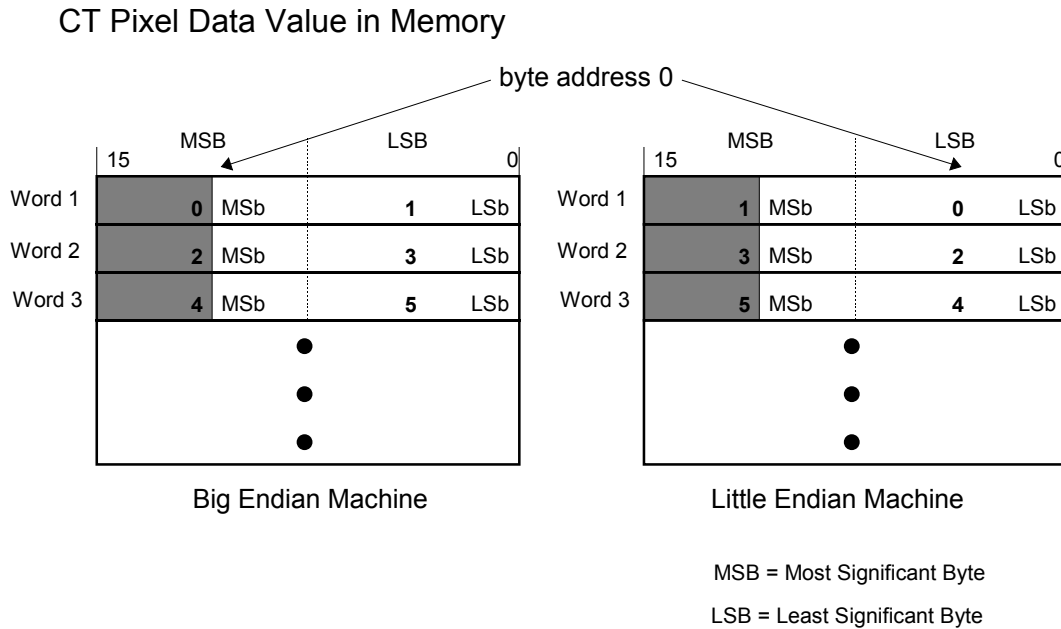 CT Pixel Data Value in Memory
byte address 0
MSB LSB MSB LSB
15 0 15 0
Word 1 0 MSb 1 LSb Word 1 1 MSb 0 LSb
Word 2 2 MSb 3 LSb Word 2 3 MSb 2 LSb
Word 3 4 MSb 5 LSb Word 3 5 MSb 4 LSb
Big Endian Machine Little Endian Machine
MSB = Most Significant Byte
LSB = Least Significant Byte